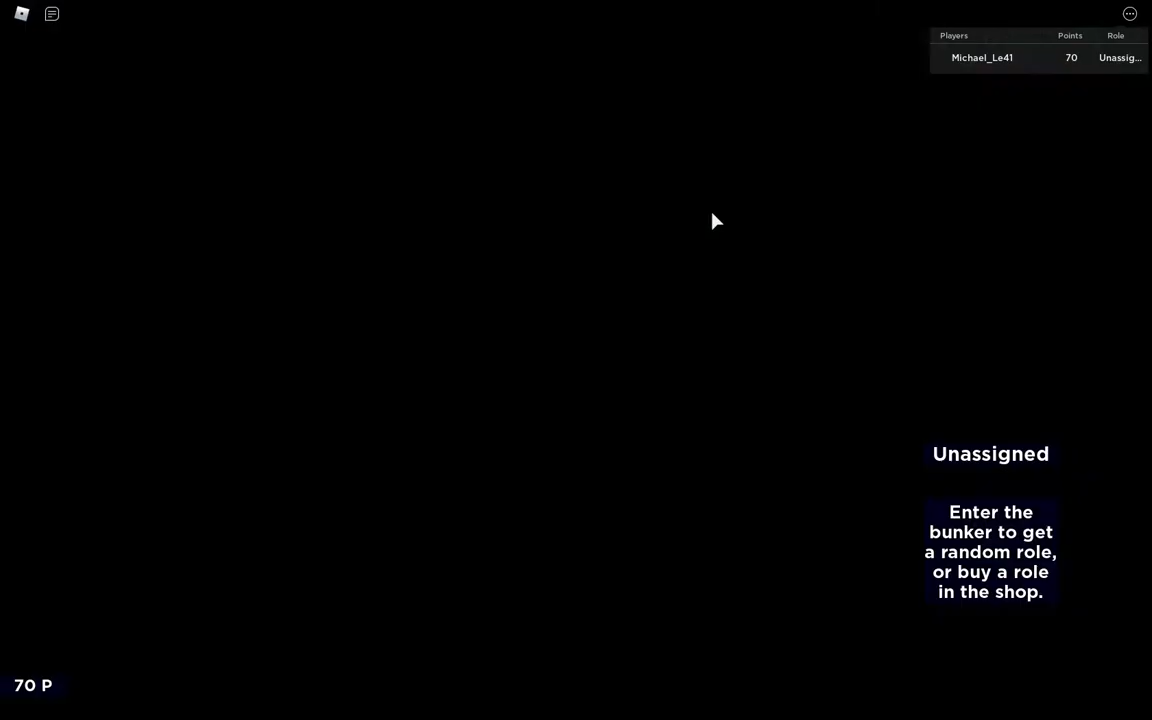 Players Points Role
Michael_Le41 70 Unassig...
Unassigned
Enter the
bunker to get
a random role,
or buy a role
in the shop.
70 P